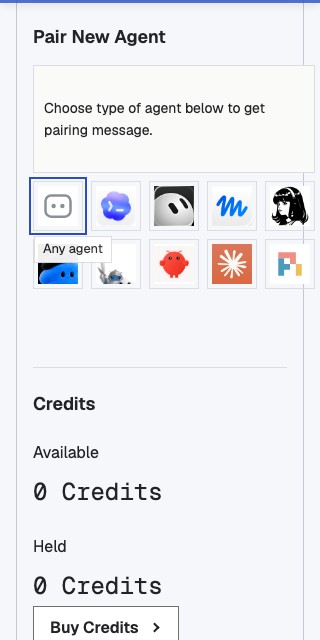 Pair New Agent
Choose type of agent below to get
pairing message.
Any agent
Credits
Available
0 Credits
Held
0 Credits
Buy Credits